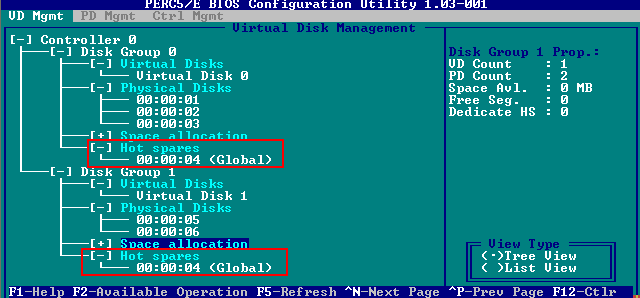 PERC5/E BIOS Configuration Utility 1.03-001
VD Mgmt PD Mgmt Ctrl Mgmt
Virtual Disk Management
[-] Controller 0
[-] Disk Group 0
[-] Virtual Disks
Virtual Disk 0
[-] Physical Disks
00:00:01
00:00:02
00:00:03
[+] Space allocation
[-] Hot spares
00:00:04 (Global)
[-] Disk Group 1
[-] Virtual Disks
Virtual Disk 1
[-] Physical Disks
00:00:05
00:00:06
[+] Space allocation
[-] Hot spares
00:00:04 (Global)
Disk Group 1 Prop.:
VD Count : 1
PD Count : 2
Space Avl. : 0 MB
Free Seg. : 0
Dedicate HS : 0
View Type
(·)Tree View
( )List View
F1-Help F2-Available Operation F5-Refresh ^N-Next Page ^P-Prev Page F12-Ctlr